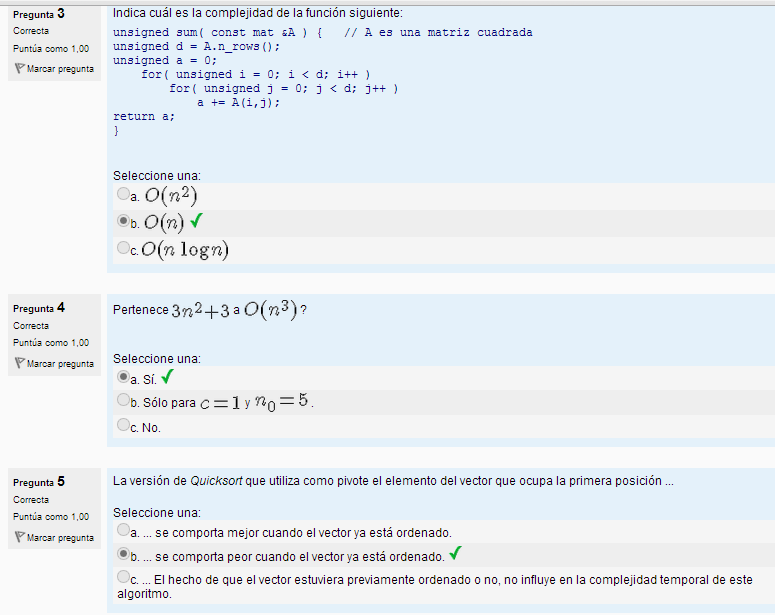 Pregunta 3
Correcta
Puntúa como 1,00
Marcar pregunta
Indica cuál es la complejidad de la función siguiente:
unsigned sum( const mat &A ) {   // A es una matriz cuadrada
unsigned d = A.n_rows();
unsigned a = 0;
    for( unsigned i = 0; i < d; i++ )
        for( unsigned j = 0; j < d; j++ )
            a += A(i,j);
return a;
}
Seleccione una:
a. O(n²)
b. O(n)
c. O(n log n)
Pregunta 4
Correcta
Puntúa como 1,00
Marcar pregunta
Pertenece 3n²+3 a O(n³)?
Seleccione una:
a. Sí.
b. Sólo para c = 1 y n₀ = 5.
c. No.
Pregunta 5
Correcta
Puntúa como 1,00
Marcar pregunta
La versión de Quicksort que utiliza como pivote el elemento del vector que ocupa la primera posición ...
Seleccione una:
a. ... se comporta mejor cuando el vector ya está ordenado.
b. ... se comporta peor cuando el vector ya está ordenado.
c. ... El hecho de que el vector estuviera previamente ordenado o no, no influye en la complejidad temporal de este
algoritmo.